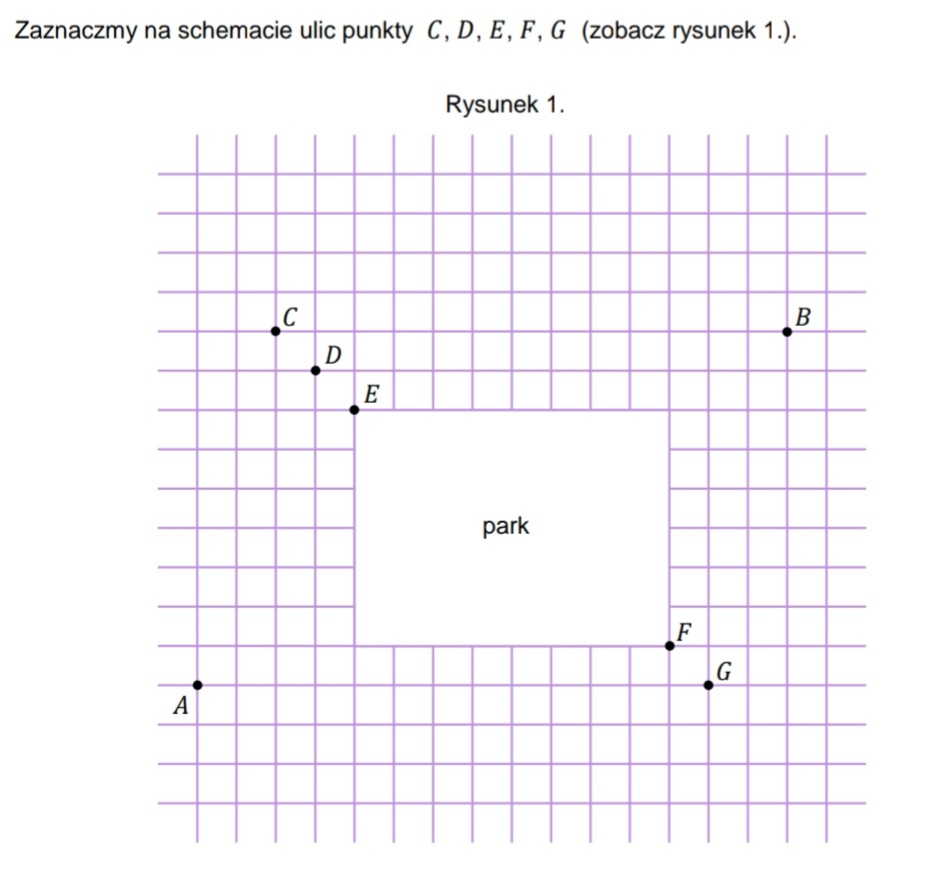 Zaznaczmy na schemacie ulic punkty C, D, E, F, G (zobacz rysunek 1.).
Rysunek 1.
C
B
D
E
park
F
G
A